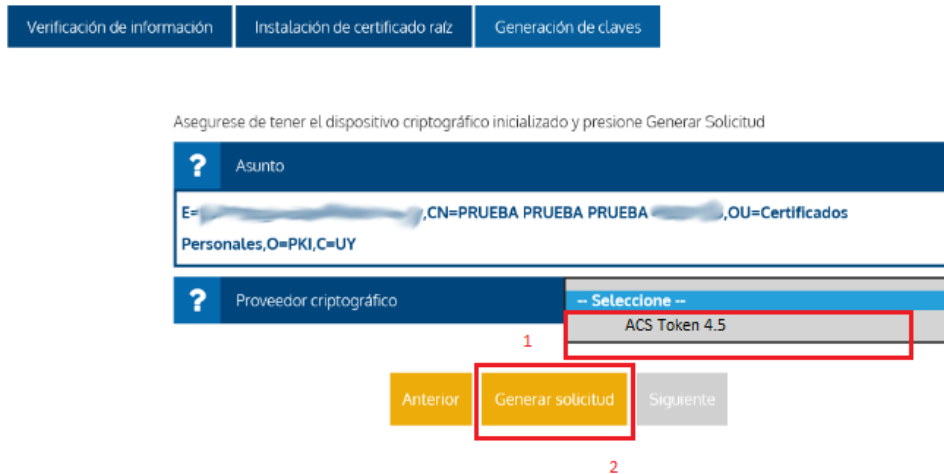 Verificación de información Instalación de certificado raíz Generación de claves
Asegurese de tener el dispositivo criptográfico inicializado y presione Generar Solicitud
? Asunto
E= ,CN=PRUEBA PRUEBA PRUEBA ,OU=Certificados
Personales,O=PKI,C=UY
? Proveedor criptográfico -- Seleccione --
ACS Token 4.5
1
Anterior Generar solicitud Siguiente
2